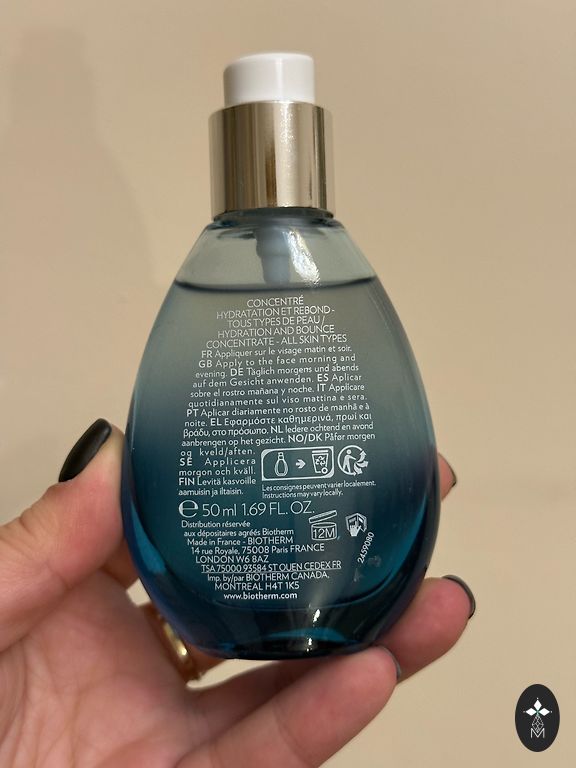 CONCENTRÉ
HYDRATATION ET REBOND -
TOUS TYPES DE PEAU /
HYDRATION AND BOUNCE
CONCENTRATE - ALL SKIN TYPES
FR Appliquer sur le visage matin et soir.
GB Apply to the face morning and
evening. DE Täglich morgens und abends
auf dem Gesicht anwenden. ES Aplicar
sobre el rostro mañana y noche. IT Applicare
quotidianamente sul viso mattina e sera.
PT Aplicar diariamente no rosto de manhã e à
noite. EL Εφαρμόστε καθημερινά, πρωί και
βράδυ, στο πρόσωπο. NL Iedere ochtend en avond
aanbrengen op het gezicht. NO/DK Påfør morgen
og kveld/aften.
SE Applicera
morgon och kväll.
FIN Levitä kasvoille
aamuisin ja iltaisin.
Les consignes peuvent varier localement.
Instructions may vary locally.
e 50 ml 1.69 FL. OZ.
Distribution réservée
aux dépositaires agréés Biotherm
Made in France - BIOTHERM
14 rue Royale, 75008 Paris FRANCE
LONDON W6 8AZ
TSA 75000 93584 ST OUEN CEDEX FR
Imp. by/par BIOTHERM CANADA,
MONTREAL H4T 1K5
www.biotherm.com
12M
2459080